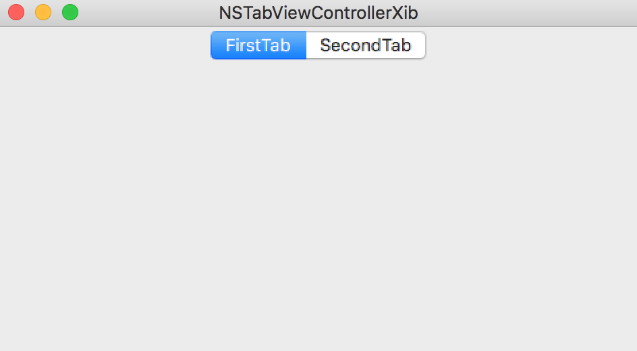 NSTabViewControllerXib
FirstTab SecondTab